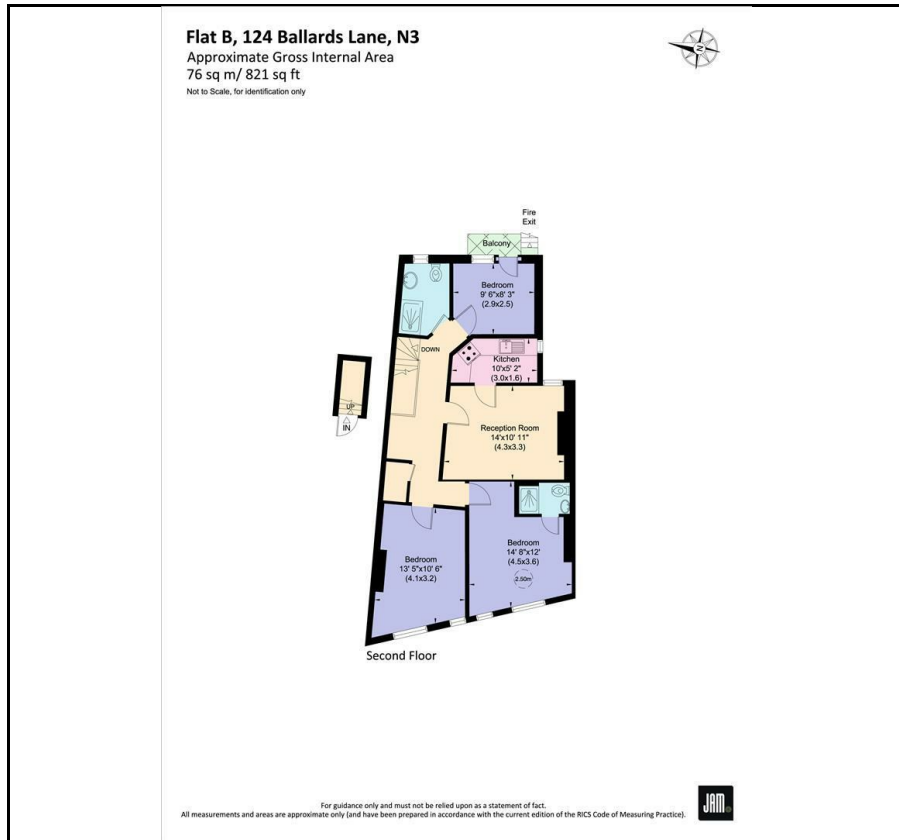 Flat B, 124 Ballards Lane, N3
Approximate Gross Internal Area
76 sq m/ 821 sq ft
Not to Scale, for identification only
N
Fire
Exit
Balcony
Bedroom
9' 6"x8' 3"
(2.9x2.5)
DOWN
Kitchen
10'x5' 2"
(3.0x1.6)
UP
IN
Reception Room
14'x10' 11"
(4.3x3.3)
Bedroom
14' 8"x12'
(4.5x3.6)
2.50m
Bedroom
13' 5"x10' 6"
(4.1x3.2)
Second Floor
For guidance only and must not be relied upon as a statement of fact.
All measurements and areas are approximate only (and have been prepared in accordance with the current edition of the RICS Code of Measuring Practice).
JAM